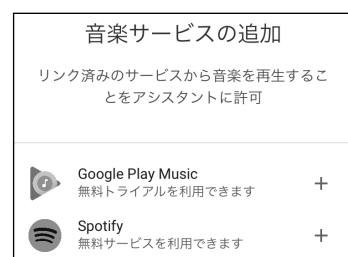 音楽サービスの追加
リンク済みのサービスから音楽を再生するこ
とをアシスタントに許可
Google Play Music
無料トライアルを利用できます
Spotify
無料サービスを利用できます